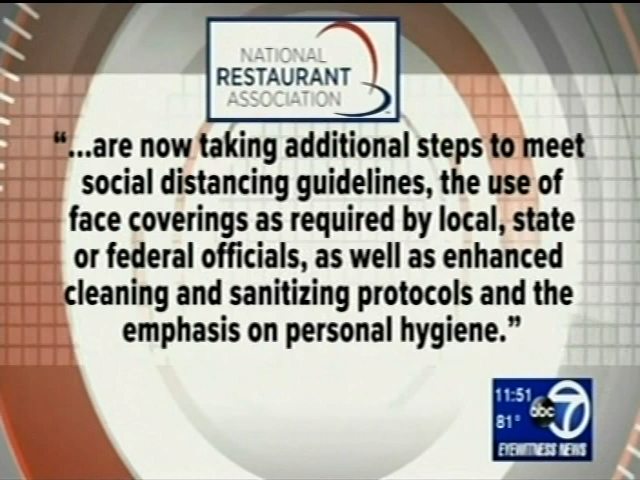 NATIONAL
RESTAURANT
ASSOCIATION
“...are now taking additional steps to meet
social distancing guidelines, the use of
face coverings as required by local, state
or federal officials, as well as enhanced
cleaning and sanitizing protocols and the
emphasis on personal hygiene.”
11:51
81°
abc 7
EYEWITNESS NEWS